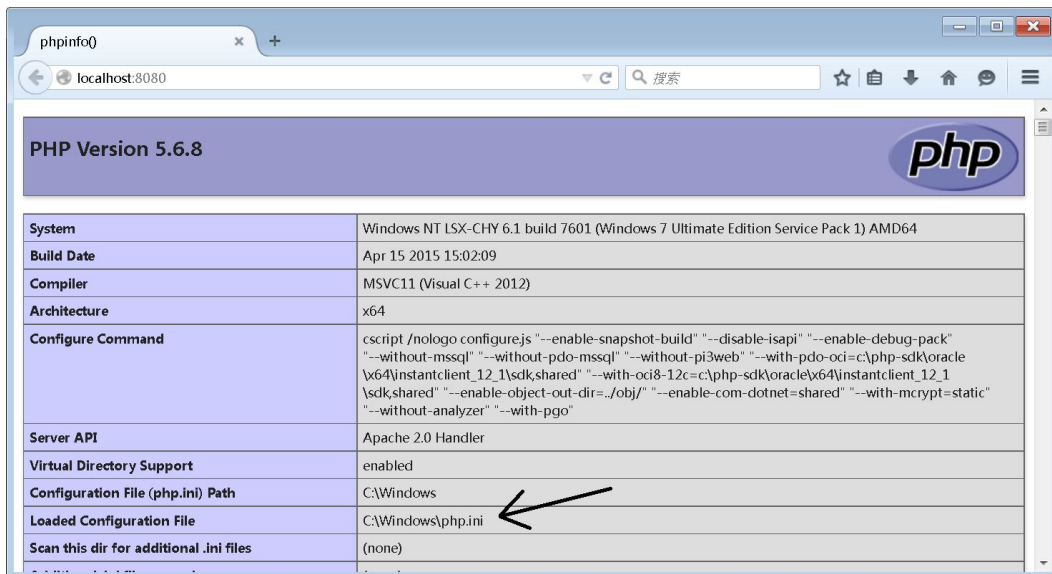 phpinfo()
localhost:8080
搜索
PHP Version 5.6.8
php
System Windows NT LSX-CHY 6.1 build 7601 (Windows 7 Ultimate Edition Service Pack 1) AMD64
Build Date Apr 15 2015 15:02:09
Compiler MSVC11 (Visual C++ 2012)
Architecture x64
Configure Command cscript /nologo configure.js "--enable-snapshot-build" "--disable-isapi" "--enable-debug-pack"
"--without-mssql" "--without-pdo-mssql" "--without-pi3web" "--with-pdo-oci=c:\php-sdk\oracle
\x64\instantclient_12_1\sdk,shared" "--with-oci8-12c=c:\php-sdk\oracle\x64\instantclient_12_1
\sdk,shared" "--enable-object-out-dir=../obj/" "--enable-com-dotnet=shared" "--with-mcrypt=static"
"--without-analyzer" "--with-pgo"
Server API Apache 2.0 Handler
Virtual Directory Support enabled
Configuration File (php.ini) Path C:\Windows
Loaded Configuration File C:\Windows\php.ini
Scan this dir for additional .ini files (none)